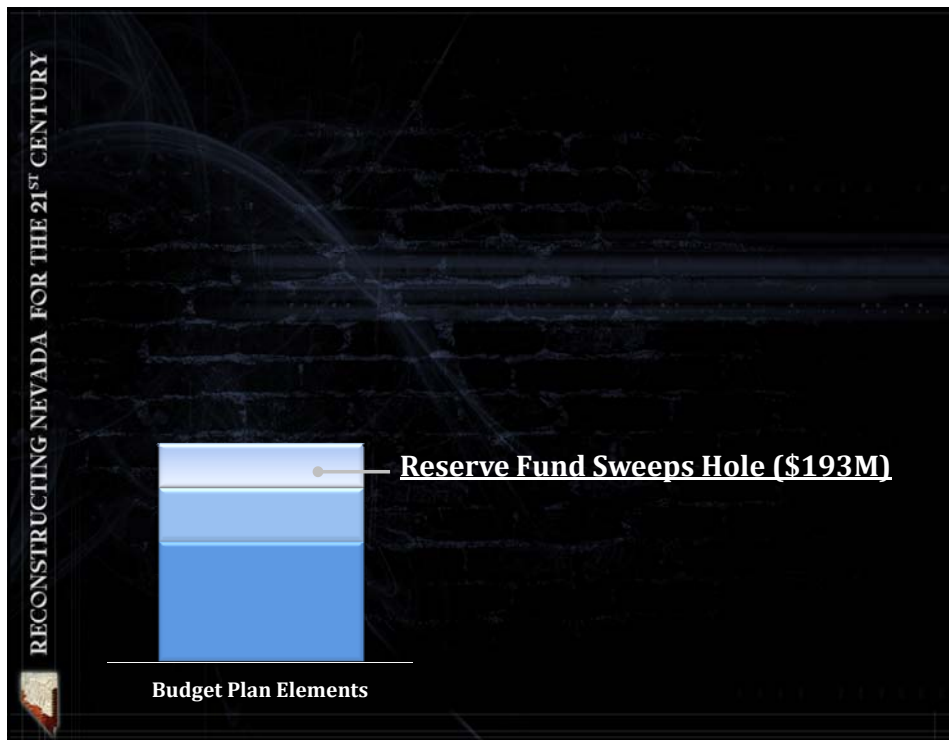 RECONSTRUCTING NEVADA FOR THE 21ST CENTURY
Reserve Fund Sweeps Hole ($193M)
Budget Plan Elements